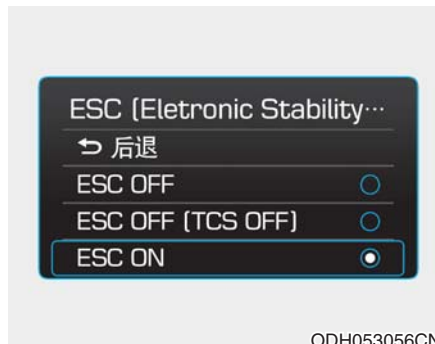 ESC (Eletronic Stability…
后退
ESC OFF
ESC OFF (TCS OFF)
ESC ON
ODH053056CN